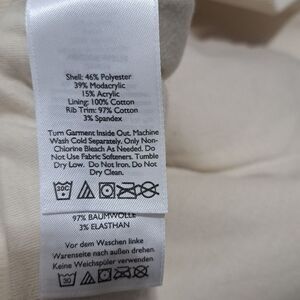 Shell: 46% Polyester
39% Modacrylic
15% Acrylic
Lining: 100% Cotton
Rib Trim: 97% Cotton
3% Spandex
Turn Garment Inside Out. Machine
Wash Cold Separately. Only Non-
Chlorine Bleach As Needed. Do
Not Use Fabric Softeners. Tumble
Dry Low. Do Not Iron. Do Not
Dry Clean.
30C
97% BAUMWOLLE
3% ELASTHAN
Vor dem Waschen linke
Warenseite nach außen drehen.
Keine Weichspüler verwenden.
30